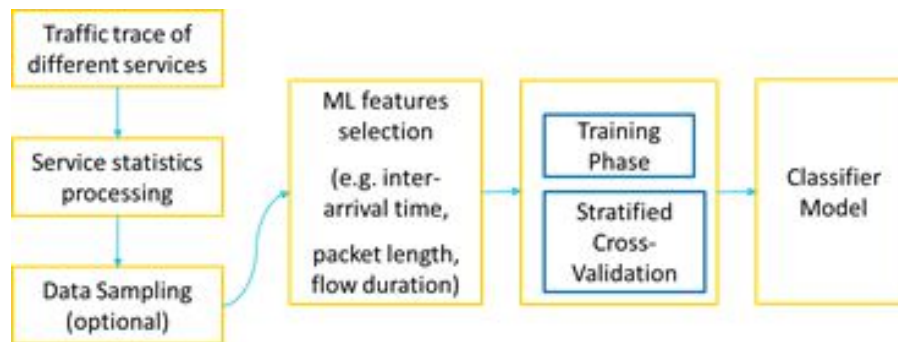 Traffic trace of
different services
Service statistics
processing
Data Sampling
(optional)
ML features
selection
(e.g. inter-
arrival time,
packet length,
flow duration)
Training
Phase
Stratified
Cross-
Validation
Classifier
Model